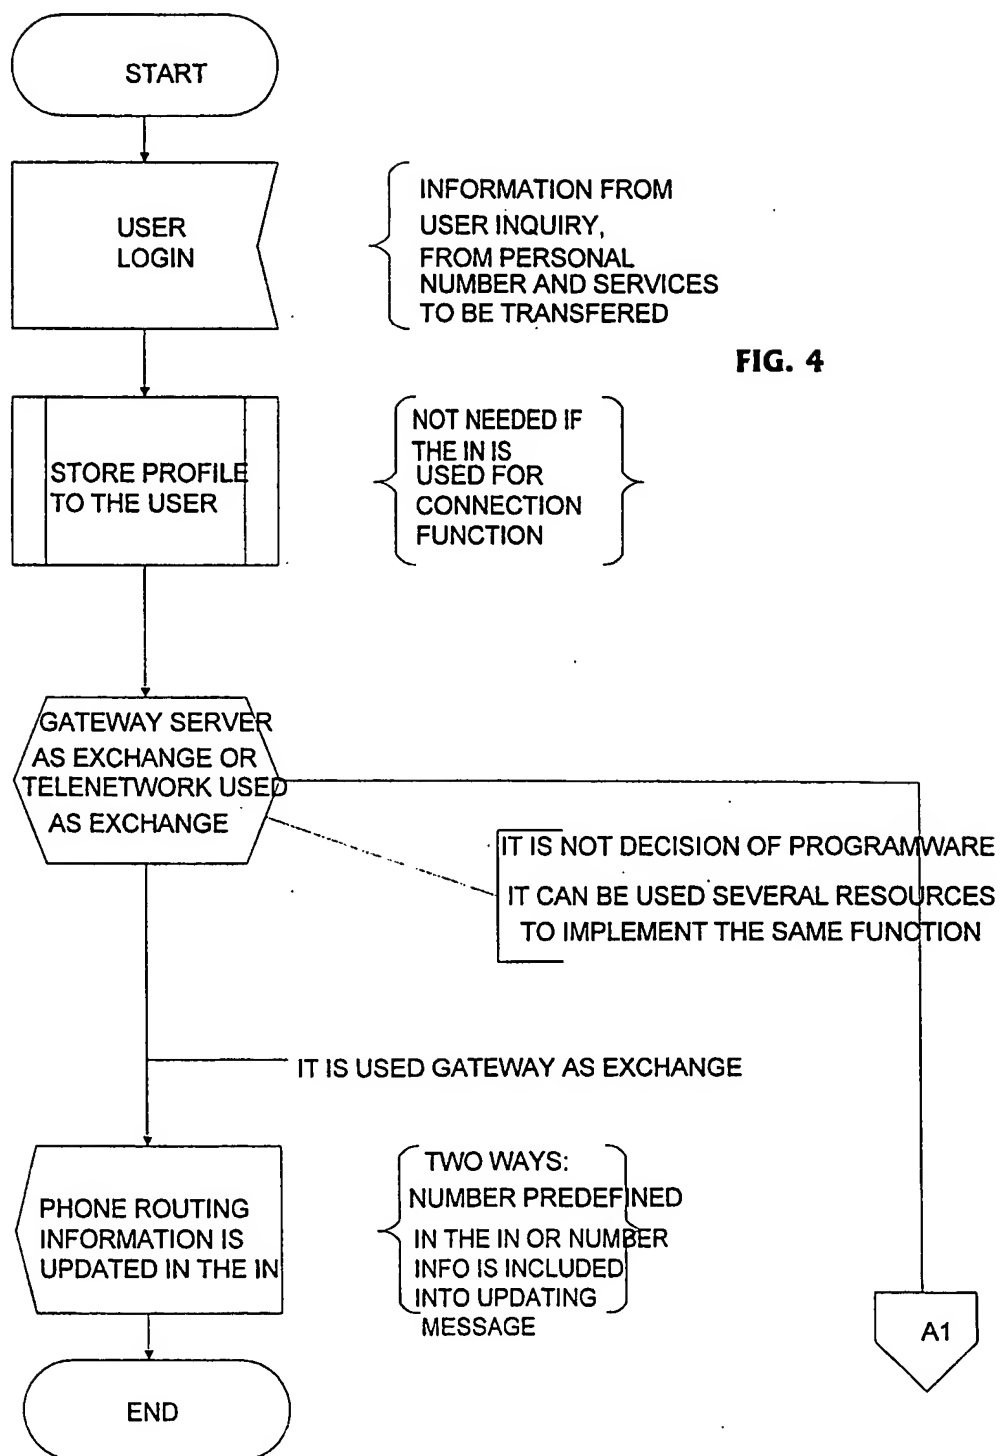 START
USER
LOGIN
INFORMATION FROM
USER INQUIRY,
FROM PERSONAL
NUMBER AND SERVICES
TO BE TRANSFERED
FIG. 4
STORE PROFILE
TO THE USER
NOT NEEDED IF
THE IN IS
USED FOR
CONNECTION
FUNCTION
GATEWAY SERVER
AS EXCHANGE OR
TELENETWORK USED
AS EXCHANGE
IT IS NOT DECISION OF PROGRAMWARE
IT CAN BE USED SEVERAL RESOURCES
TO IMPLEMENT THE SAME FUNCTION
IT IS USED GATEWAY AS EXCHANGE
PHONE ROUTING
INFORMATION IS
UPDATED IN THE IN
TWO WAYS:
NUMBER PREDEFINED
IN THE IN OR NUMBER
INFO IS INCLUDED
INTO UPDATING
MESSAGE
A1
END